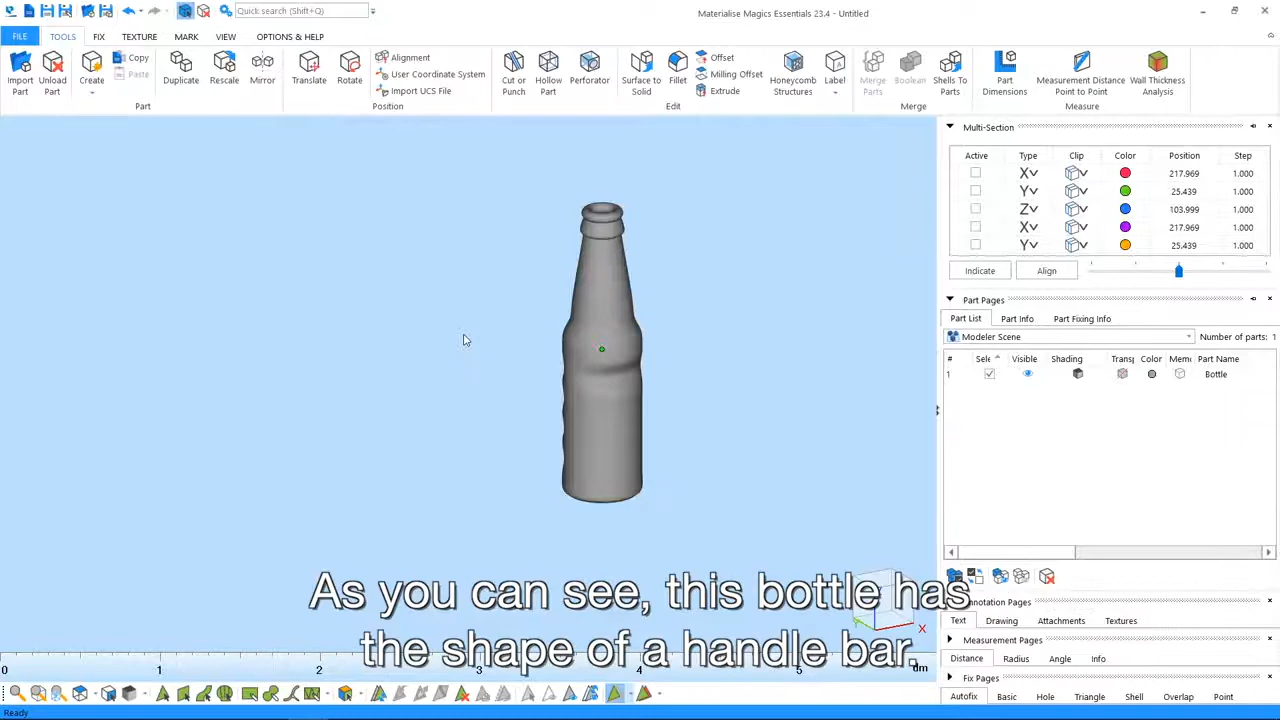 Quick search (Shift+Q)
Materialise Magics Essentials 23.4 - Untitled
FILE TOOLS FIX TEXTURE MARK VIEW OPTIONS & HELP
Import Part
Unload Part
Create
Copy
Paste
Duplicate
Rescale
Mirror
Translate
Rotate
Alignment
User Coordinate System
Import UCS File
Cut or Punch
Hollow Part
Perforator
Surface to Solid
Fillet
Offset
Milling Offset
Extrude
Honeycomb Structures
Label
Merge Parts
Boolean
Shells To Parts
Part Dimensions
Measurement Distance Point to Point
Wall Thickness Analysis
Part Position Edit Merge Measure
Multi-Section
Active Type Clip Color Position Step
X 217.969 1.000
Y 25.439 1.000
Z 103.999 1.000
X 217.969 1.000
Y 25.439 1.000
Indicate Align
Part Pages
Part List Part Info Part Fixing Info
Modeler Scene Number of parts: 1
# Sele Visible Shading Transp Color Memo Part Name
1 Bottle
As you can see, this bottle has
the shape of a handle bar.
X
Annotation Pages
Text Drawing Attachments Textures
Measurement Pages
Distance Radius Angle Info
Fix Pages
Autofix Basic Hole Triangle Shell Overlap Point
0 1 2 3 4 5 dm
Ready